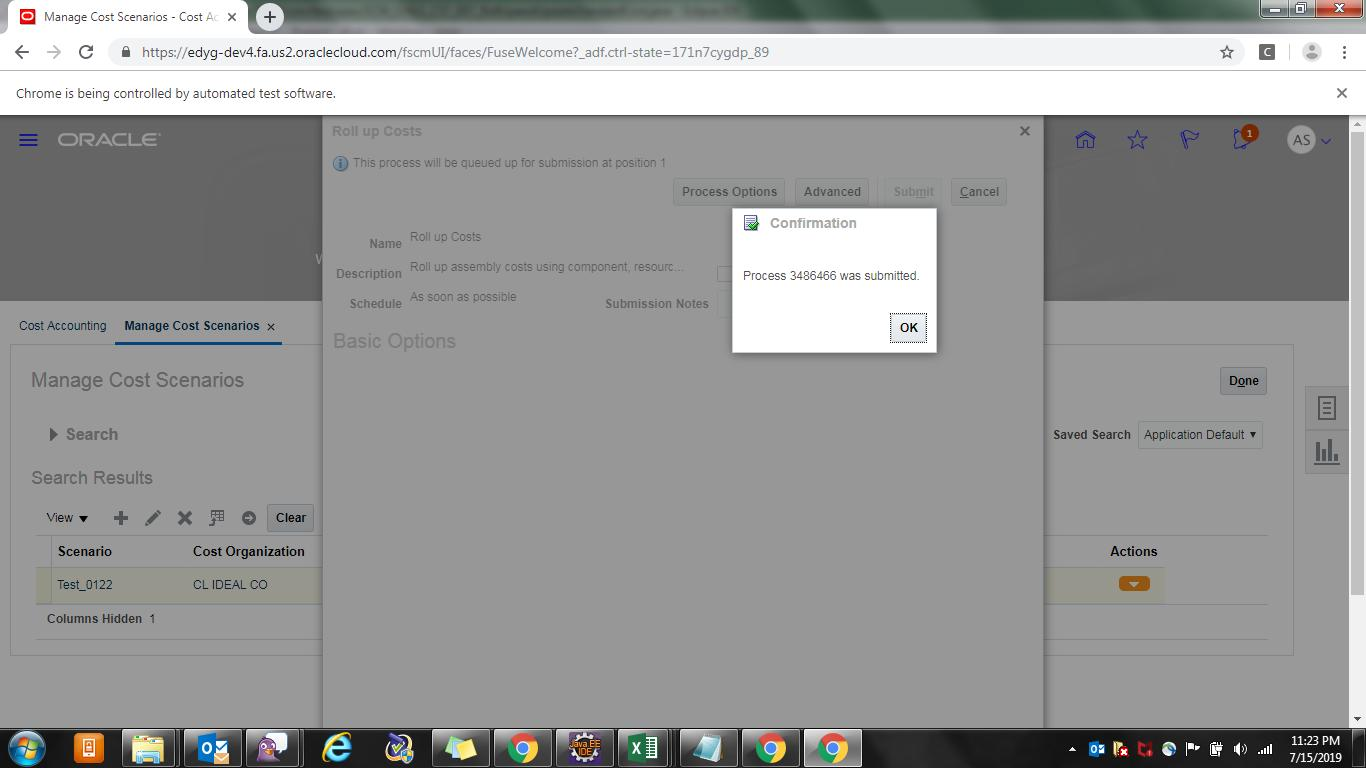 Manage Cost Scenarios - Cost Ac
https://edyg-dev4.fa.us2.oraclecloud.com/fscmUI/faces/FuseWelcome?_adf.ctrl-state=171n7cygdp_89
C
Chrome is being controlled by automated test software.
ORACLE
1
AS
Roll up Costs
This process will be queued up for submission at position 1
Process Options
Advanced
Submit
Cancel
Name Roll up Costs
Description Roll up assembly costs using component, resourc...
Schedule As soon as possible
Submission Notes
Basic Options
Confirmation
Process 3486466 was submitted.
OK
Cost Accounting
Manage Cost Scenarios
Manage Cost Scenarios
Done
Search
Saved Search Application Default
Search Results
View
Clear
Scenario Cost Organization Actions
Test_0122 CL IDEAL CO
Columns Hidden 1
Java EE
IDE
11:23 PM
7/15/2019